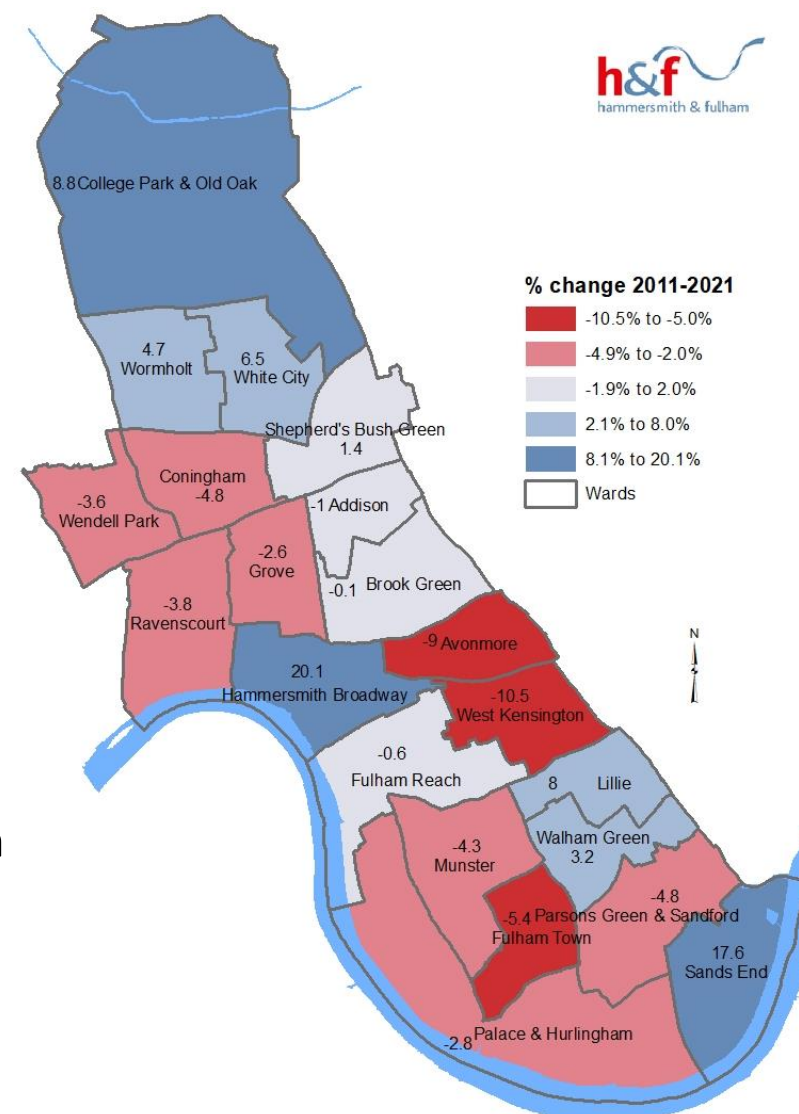 h&f
hammersmith & fulham
8.8 College Park & Old Oak
% change 2011-2021
-10.5% to -5.0%
-4.9% to -2.0%
-1.9% to 2.0%
2.1% to 8.0%
8.1% to 20.1%
Wards
4.7
Wormholt
6.5
White City
Shepherd's Bush Green
1.4
Coningham
-4.8
-3.6
Wendell Park
-1 Addison
-2.6
Grove
-0.1 Brook Green
-3.8
Ravenscourt
-9 Avonmore
20.1
Hammersmith Broadway
-10.5
West Kensington
N
-0.6
Fulham Reach
8 Lillie
Walham Green
3.2
-4.3
Munster
-4.8
Parsons Green & Sandford
-5.4
Fulham Town
17.6
Sands End
Palace & Hurlingham
-2.8